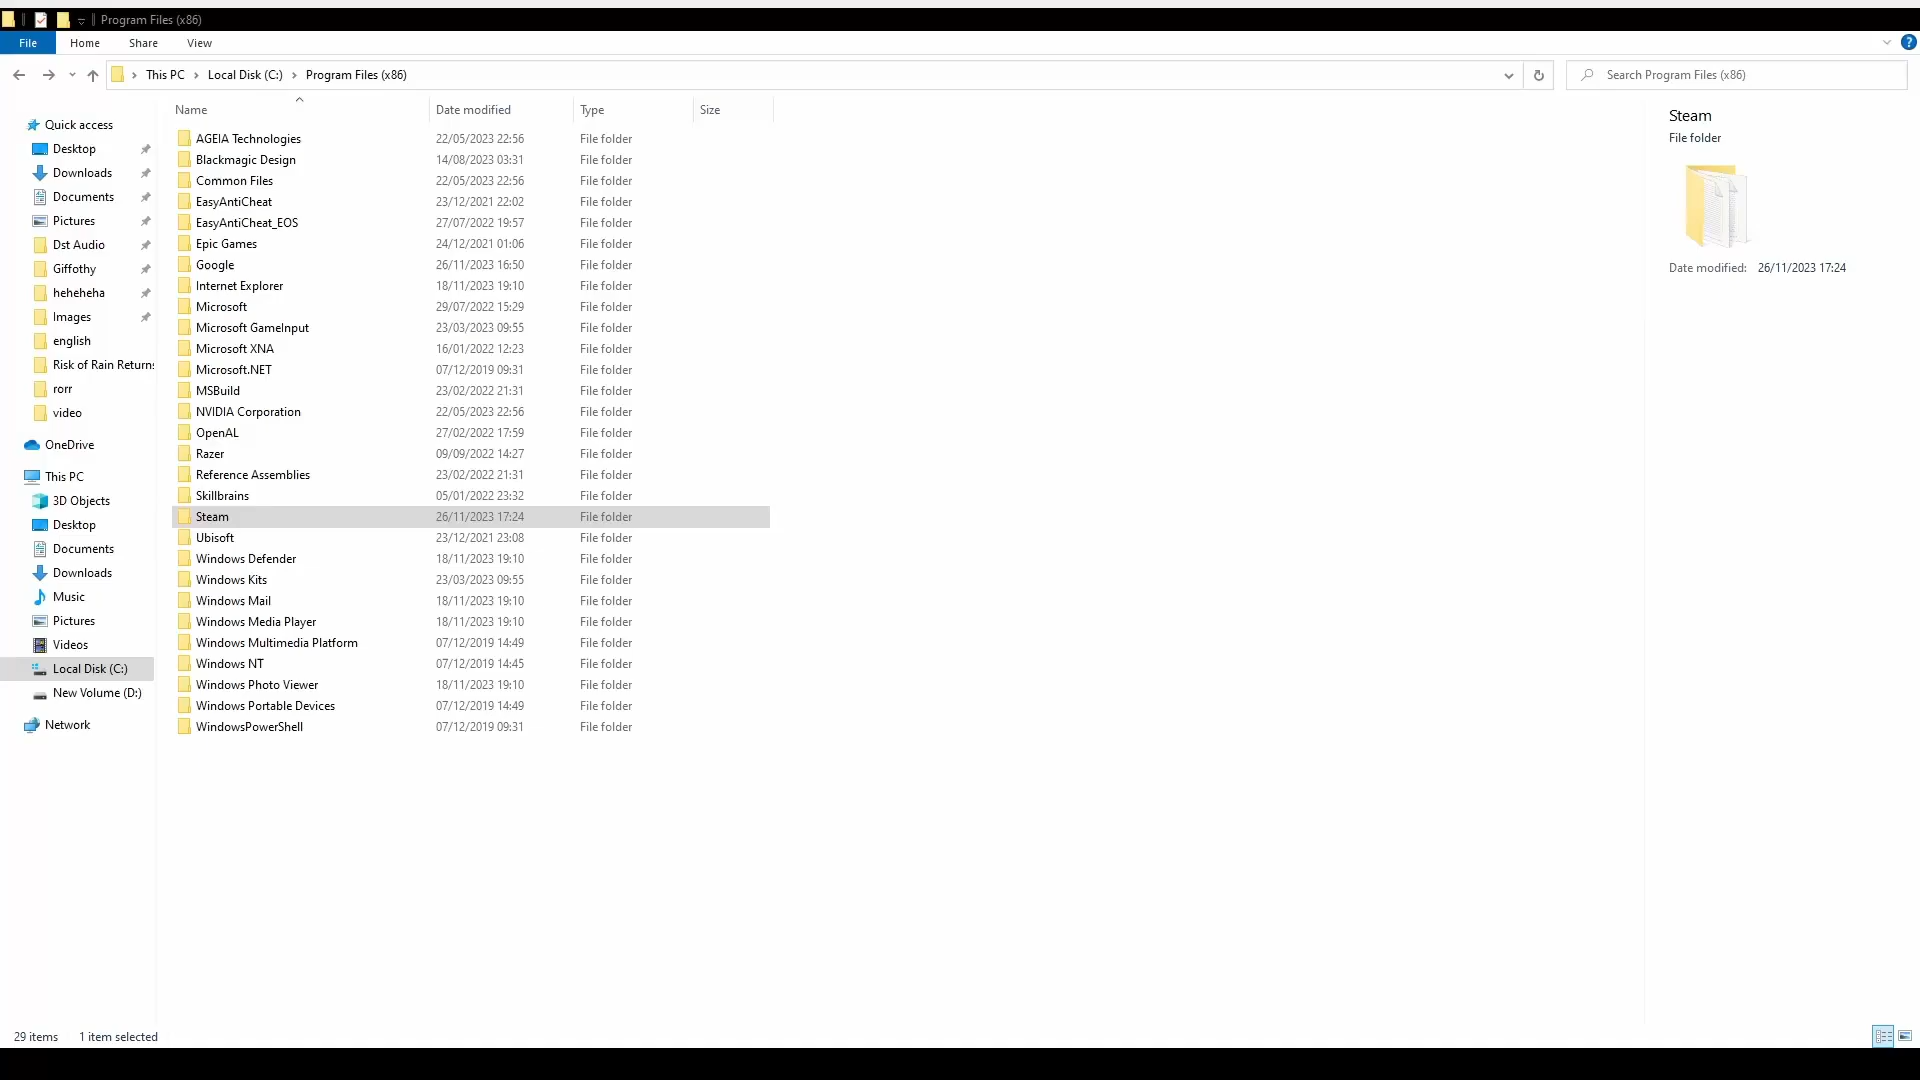 Program Files (x86)
File Home Share View
This PC Local Disk (C:) Program Files (x86)
Search Program Files (x86)
Name Date modified Type Size
Quick access
Desktop
Downloads
Documents
Pictures
Dst Audio
Giffothy
heheheha
Images
english
Risk of Rain Returns
rorr
video
OneDrive
This PC
3D Objects
Desktop
Documents
Downloads
Music
Pictures
Videos
Local Disk (C:)
New Volume (D:)
Network
AGEIA Technologies 22/05/2023 22:56 File folder
Blackmagic Design 14/08/2023 03:31 File folder
Common Files 22/05/2023 22:56 File folder
EasyAntiCheat 23/12/2021 22:02 File folder
EasyAntiCheat_EOS 27/07/2022 19:57 File folder
Epic Games 24/12/2021 01:06 File folder
Google 26/11/2023 16:50 File folder
Internet Explorer 18/11/2023 19:10 File folder
Microsoft 29/07/2022 15:29 File folder
Microsoft GameInput 23/03/2023 09:55 File folder
Microsoft XNA 16/01/2022 12:23 File folder
Microsoft.NET 07/12/2019 09:31 File folder
MSBuild 23/02/2022 21:31 File folder
NVIDIA Corporation 22/05/2023 22:56 File folder
OpenAL 27/02/2022 17:59 File folder
Razer 09/09/2022 14:27 File folder
Reference Assemblies 23/02/2022 21:31 File folder
Skillbrains 05/01/2022 23:32 File folder
Steam 26/11/2023 17:24 File folder
Ubisoft 23/12/2021 23:08 File folder
Windows Defender 18/11/2023 19:10 File folder
Windows Kits 23/03/2023 09:55 File folder
Windows Mail 18/11/2023 19:10 File folder
Windows Media Player 18/11/2023 19:10 File folder
Windows Multimedia Platform 07/12/2019 14:49 File folder
Windows NT 07/12/2019 14:45 File folder
Windows Photo Viewer 18/11/2023 19:10 File folder
Windows Portable Devices 07/12/2019 14:49 File folder
WindowsPowerShell 07/12/2019 09:31 File folder
Steam
File folder
Date modified: 26/11/2023 17:24
29 items 1 item selected